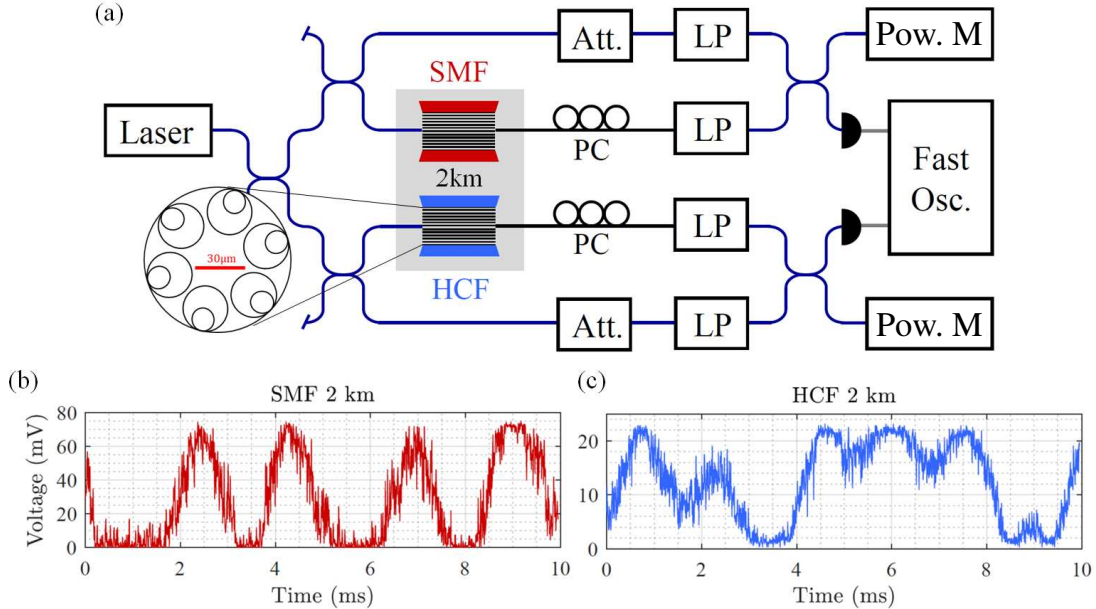 (a)
Att.
LP
Pow. M
SMF
Laser
PC
LP
2km
Fast
Osc.
30μm
PC
LP
HCF
Att.
LP
Pow. M
(b)
SMF 2 km
Voltage (mV)
80
60
40
20
0
0 2 4 6 8 10
Time (ms)
(c)
HCF 2 km
20
10
0
0 2 4 6 8 10
Time (ms)